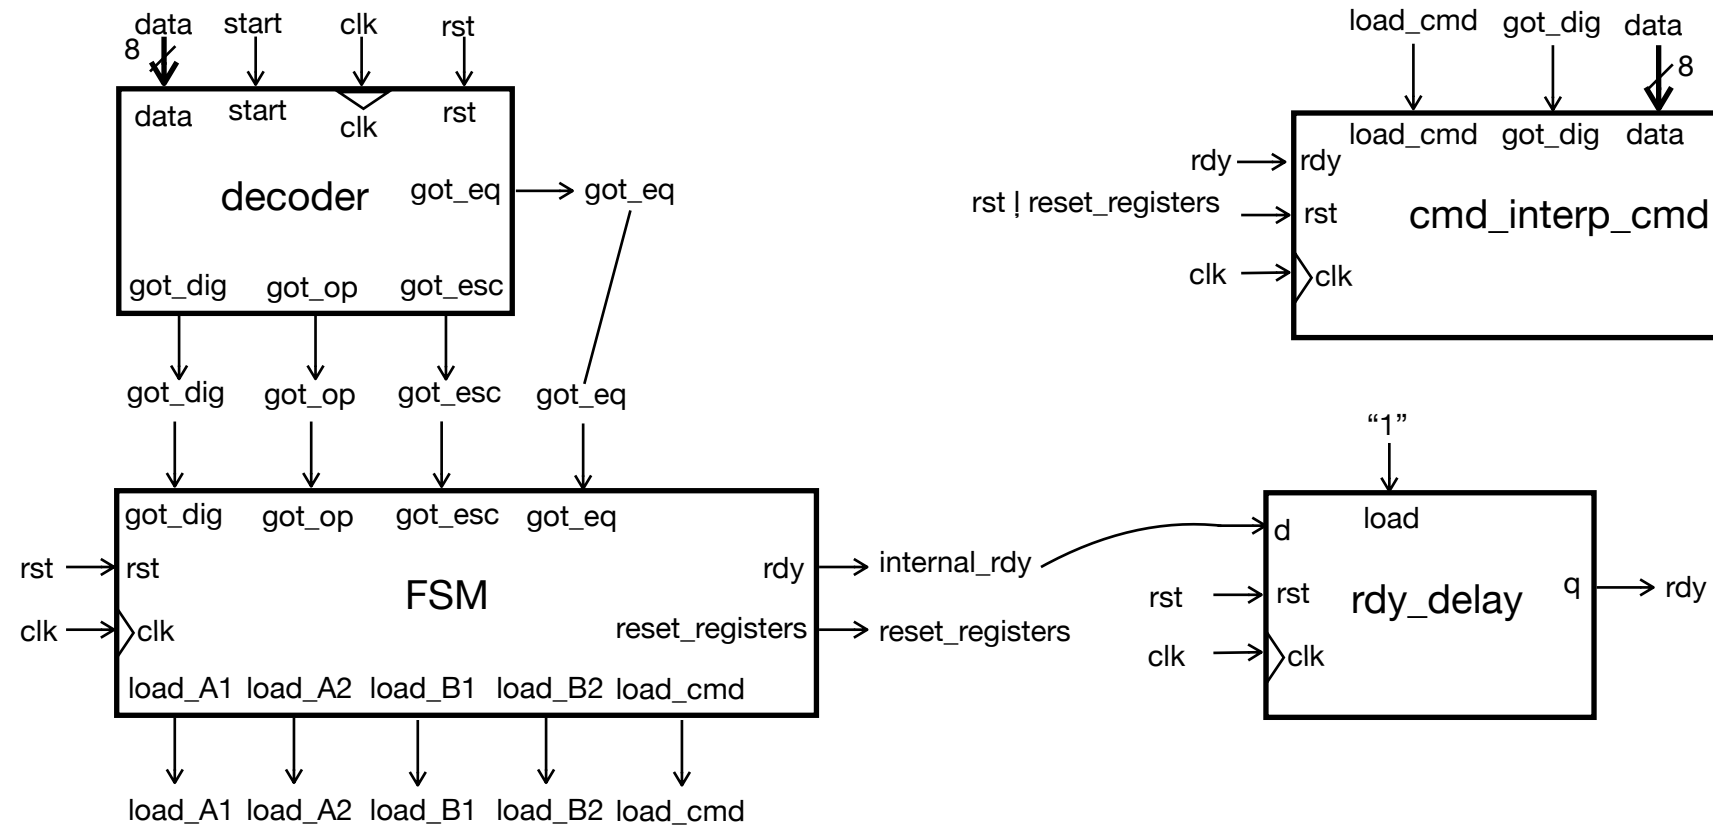 data start clk rst
8
data start clk rst
decoder
got_eq
got_eq
got_dig got_op got_esc
got_dig got_op got_esc got_eq
got_dig got_op got_esc got_eq
rst
rst
clk
clk
FSM
rdy
internal_rdy
reset_registers
reset_registers
load_A1 load_A2 load_B1 load_B2 load_cmd
load_A1 load_A2 load_B1 load_B2 load_cmd
load_cmd got_dig data
8
load_cmd got_dig data
rdy
rdy
rst | reset_registers
rst
clk
clk
cmd_interp_cmd
“1”
load
d
rst
rst
clk
clk
rdy_delay
q
rdy